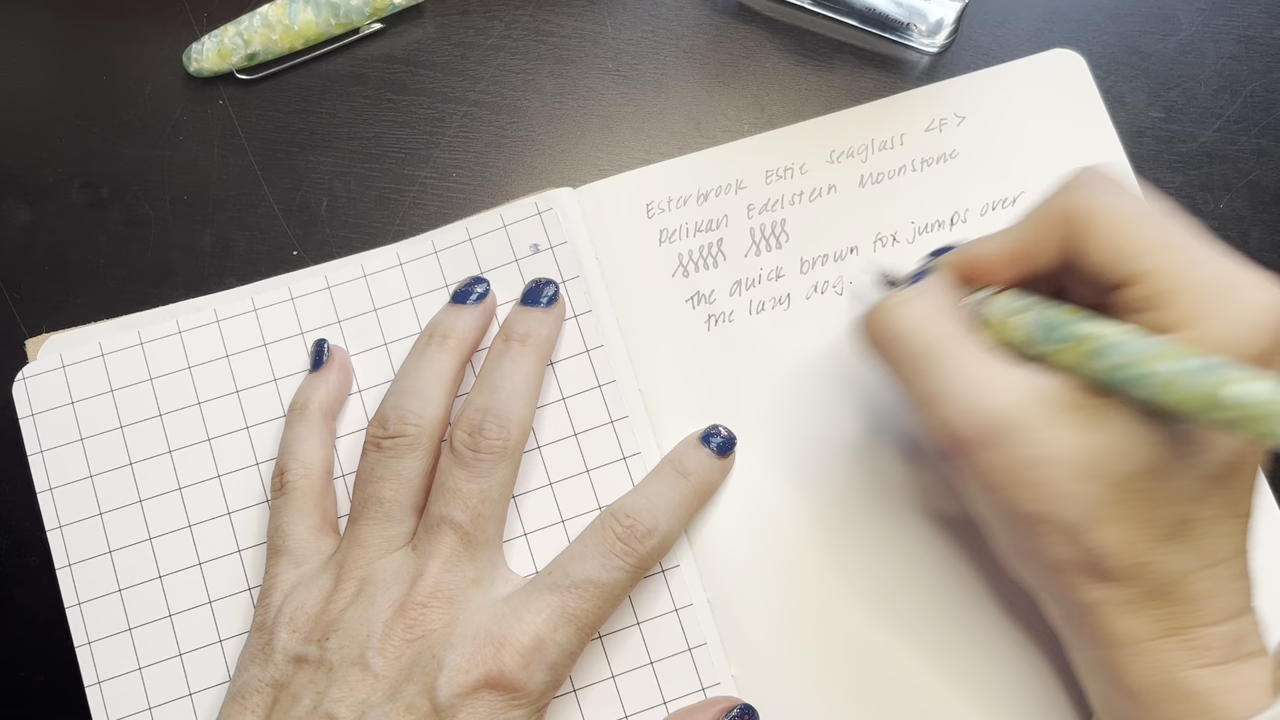 Esterbrook Estie seaglass <F>
Pelikan Edelstein Moonstone
The quick brown fox jumps over
the lazy dog.